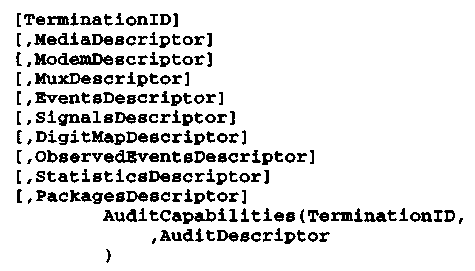 [TerminationID]
[,MediaDescriptor]
[,ModemDescriptor]
[,MuxDescriptor]
[,EventsDescriptor]
[,SignalsDescriptor]
[,DigitMapDescriptor]
[,ObservedEventsDescriptor]
[,StatisticsDescriptor]
[,PackagesDescriptor]
AuditCapabilities(TerminationID,
,AuditDescriptor
)